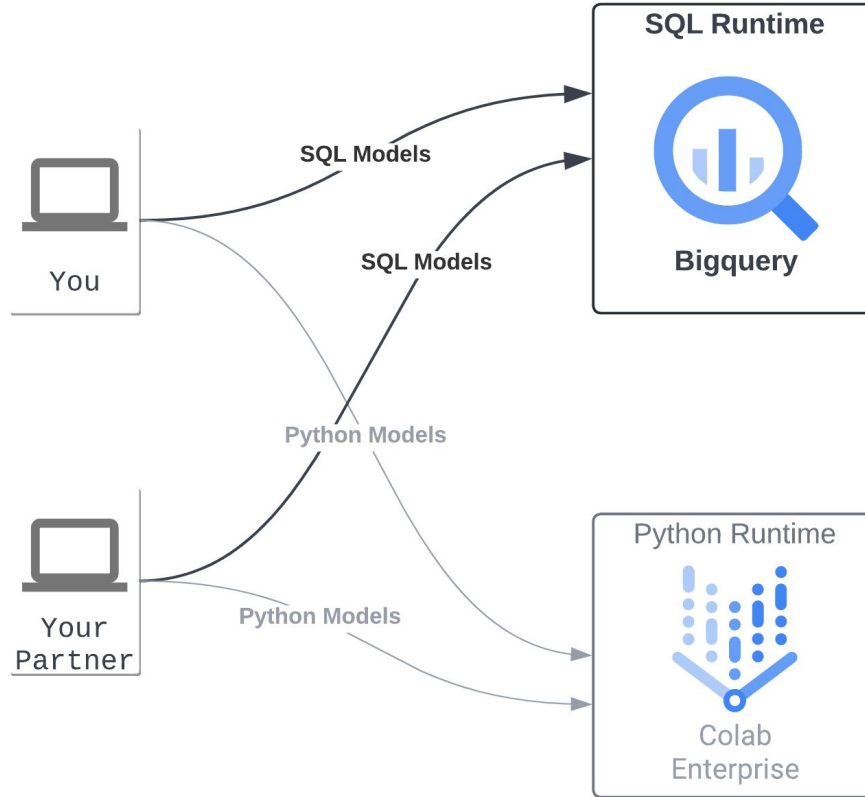 SQL Runtime
SQL Models
Bigquery
SQL Models
You
Python Models
Python Runtime
Python Models
Your
Partner
Colab
Enterprise